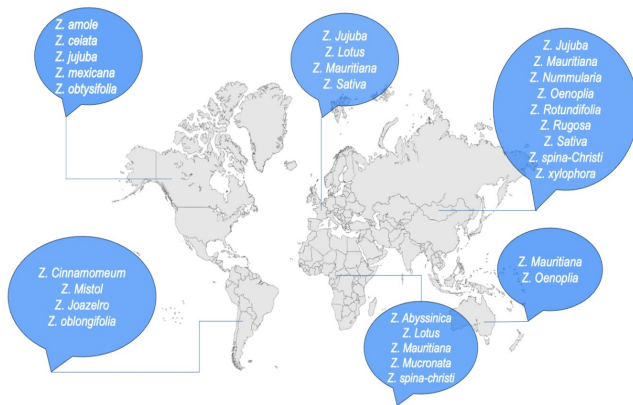 Z. amole
Z. celata
Z. jujuba
Z. mexicana
Z. obtysifolia
Z. Jujuba
Z. Lotus
Z. Mauritiana
Z. Sativa
Z. Jujuba
Z. Mauritiana
Z. Nummularia
Z. Oenoplia
Z. Rotundifolia
Z. Rugosa
Z. Sativa
Z. spina-Christi
Z. xylophora
Z. Cinnamomeum
Z. Mistol
Z. Joazelro
Z. oblongifolia
Z. Abyssinica
Z. Lotus
Z. Mauritiana
Z. Mucronata
Z. spina-christi
Z. Mauritiana
Z. Oenoplia